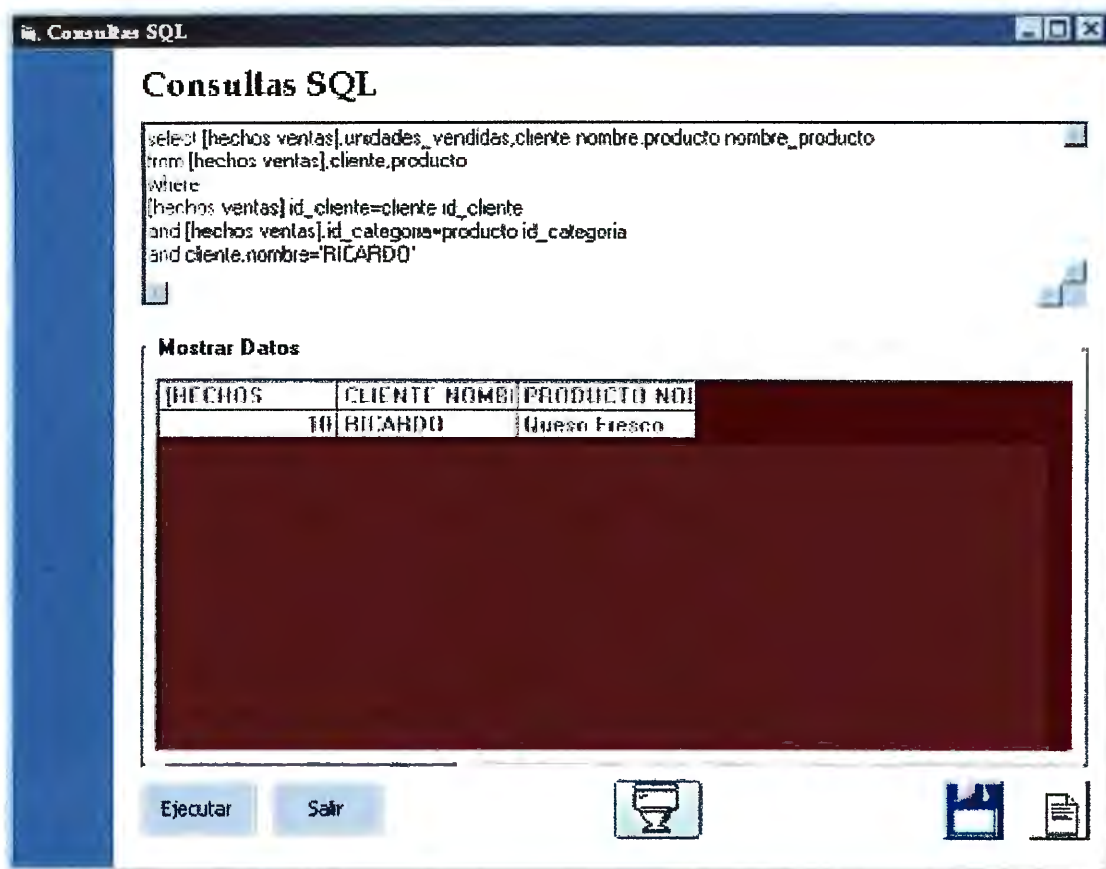 Consultas SQL
Consultas SQL
select [hechos ventas].unidades_vendidas,cliente nombre.producto nombre_producto
from [hechos ventas],cliente,producto
where
[hechos ventas] id_cliente=cliente id_cliente
and [hechos ventas].id_categoria=producto id_categoria
and cliente.nombre='RICARDO'
Mostrar Datos
[HECHOS CLIENTE NOMBI PRODUCTO NOI
10 RICARDO Queso Fresco
Ejecutar Salir